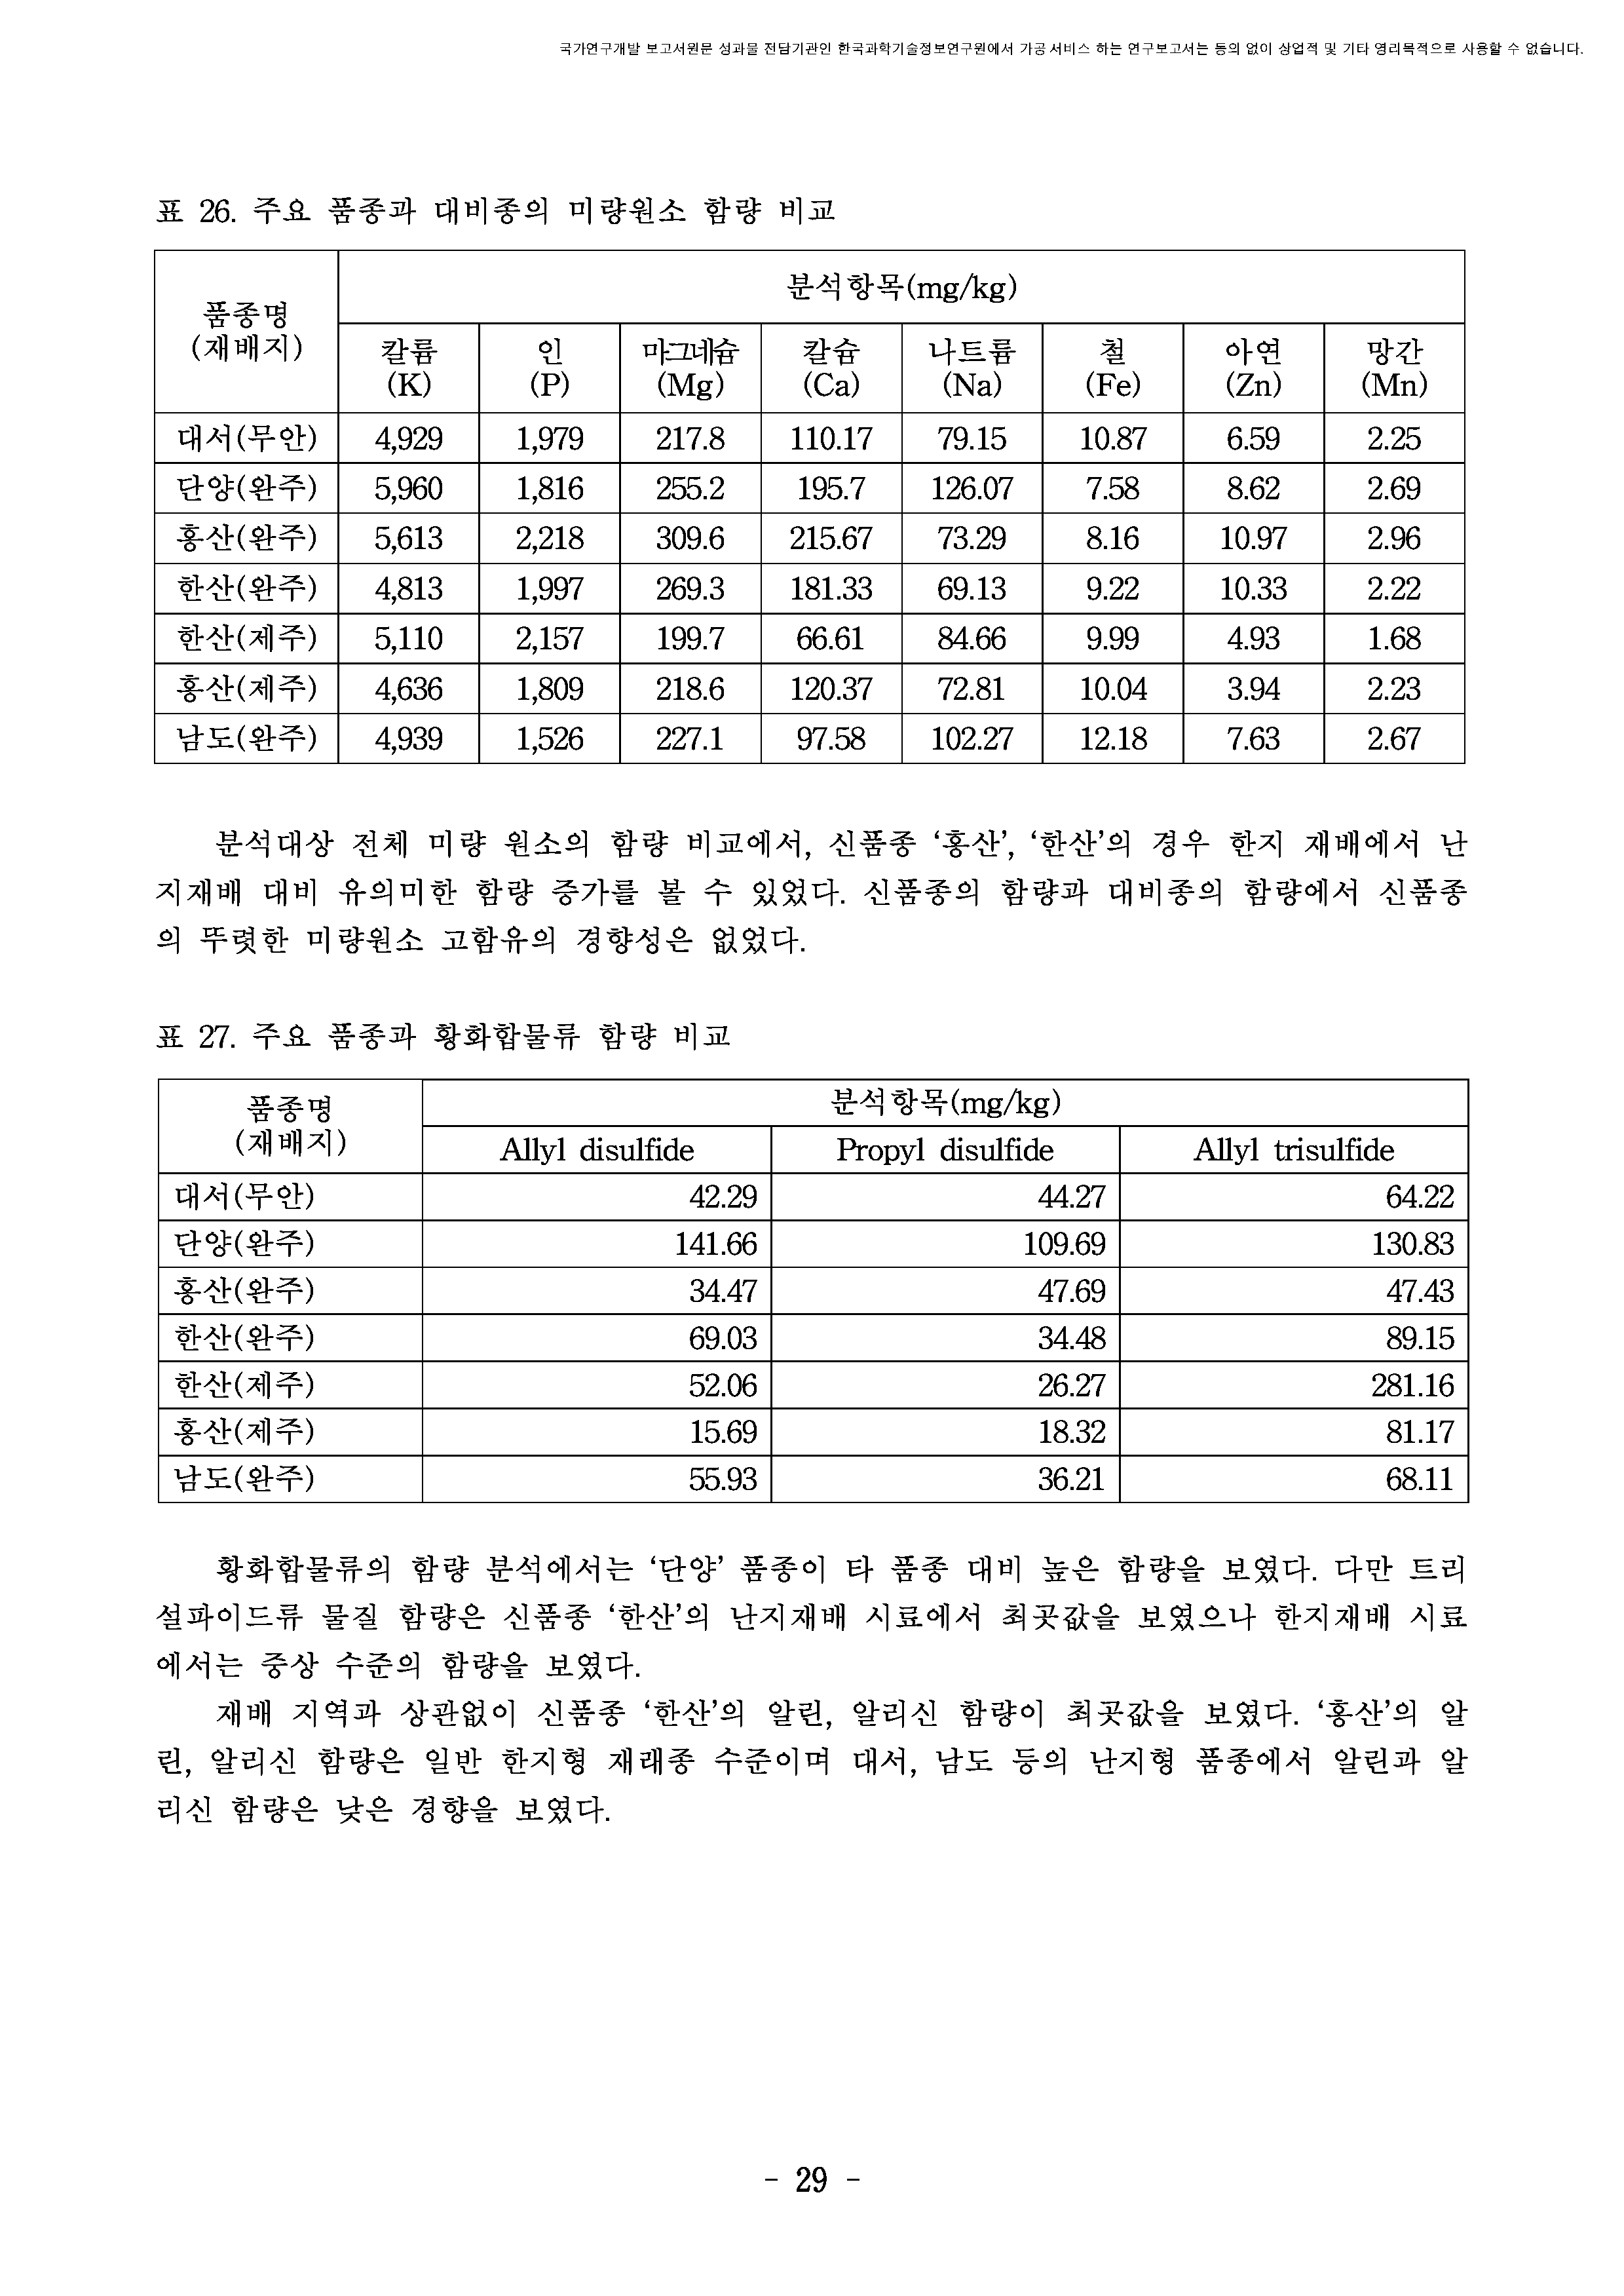 국가연구개발 보고서원문 성과물 전담기관인 한국과학기술정보연구원에서 가공·서비스 하는 연구보고서는 동의 없이 상업적 및 기타 영리목적으로 사용할 수 없습니다.
표 26. 주요 품종과 대비종의 미량원소 함량 비교
품종명 (재배지) 분석항목(mg/kg)
칼륨 (K) 인 (P) 마그네슘 (Mg) 칼슘 (Ca) 나트륨 (Na) 철 (Fe) 아연 (Zn) 망간 (Mn)
대서(무안) 4,929 1,979 217.8 110.17 79.15 10.87 6.59 2.25
단양(완주) 5,960 1,816 255.2 195.7 126.07 7.58 8.62 2.69
홍산(완주) 5,613 2,218 309.6 215.67 73.29 8.16 10.97 2.96
한산(완주) 4,813 1,997 269.3 181.33 69.13 9.22 10.33 2.22
한산(제주) 5,110 2,157 199.7 66.61 84.66 9.99 4.93 1.68
홍산(제주) 4,636 1,809 218.6 120.37 72.81 10.04 3.94 2.23
남도(완주) 4,939 1,526 227.1 97.58 102.27 12.18 7.63 2.67
분석대상 전체 미량 원소의 함량 비교에서, 신품종 ‘홍산’, ‘한산’의 경우 한지 재배에서 난
지재배 대비 유의미한 함량 증가를 볼 수 있었다. 신품종의 함량과 대비종의 함량에서 신품종
의 뚜렷한 미량원소 고함유의 경향성은 없었다.
표 27. 주요 품종과 황화합물류 함량 비교
품종명 (재배지) 분석항목(mg/kg)
Allyl disulfide Propyl disulfide Allyl trisulfide
대서(무안) 42.29 44.27 64.22
단양(완주) 141.66 109.69 130.83
홍산(완주) 34.47 47.69 47.43
한산(완주) 69.03 34.48 89.15
한산(제주) 52.06 26.27 281.16
홍산(제주) 15.69 18.32 81.17
남도(완주) 55.93 36.21 68.11
황화합물류의 함량 분석에서는 ‘단양’ 품종이 타 품종 대비 높은 함량을 보였다. 다만 트리
설파이드류 물질 함량은 신품종 ‘한산’의 난지재배 시료에서 최곳값을 보였으나 한지재배 시료
에서는 중상 수준의 함량을 보였다.
재배 지역과 상관없이 신품종 ‘한산’의 알린, 알리신 함량이 최곳값을 보였다. ‘홍산’의 알
린, 알리신 함량은 일반 한지형 재래종 수준이며 대서, 남도 등의 난지형 품종에서 알린과 알
리신 함량은 낮은 경향을 보였다.
- 29 -